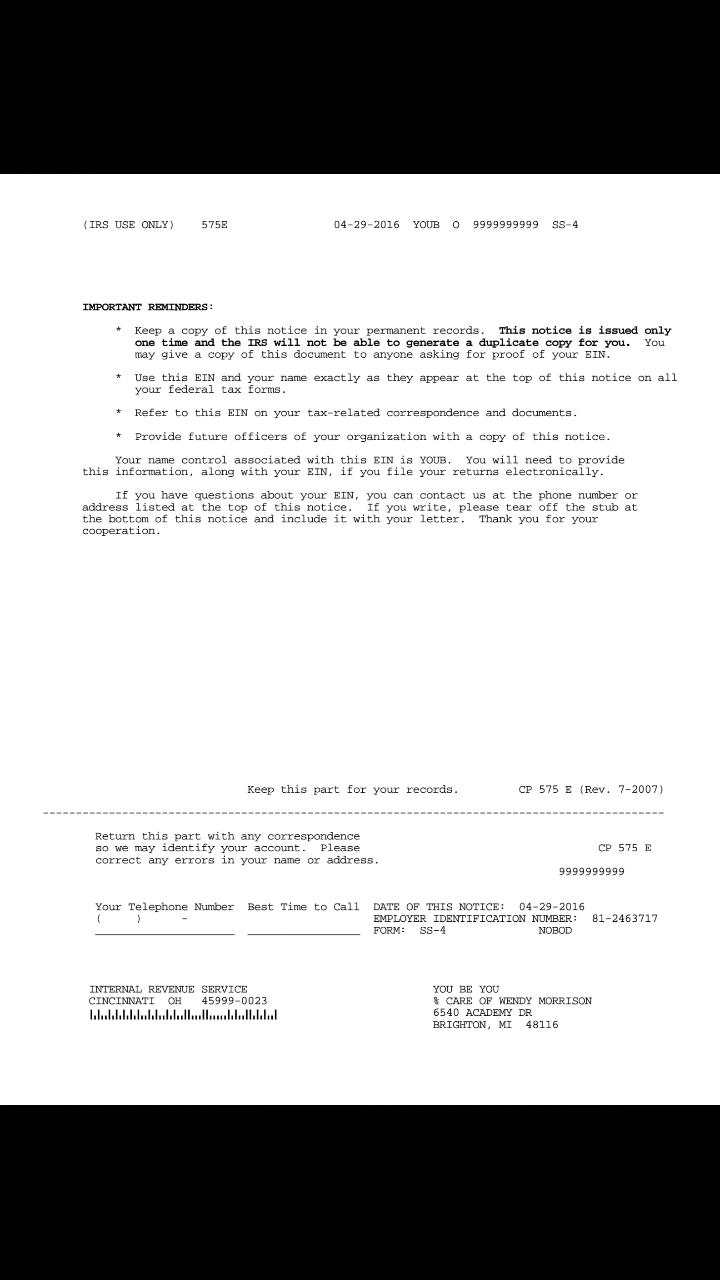 (IRS USE ONLY)    575E                04-29-2016  YOUB  O  9999999999  SS-4
IMPORTANT REMINDERS:
*  Keep a copy of this notice in your permanent records.  This notice is issued only
one time and the IRS will not be able to generate a duplicate copy for you.  You
may give a copy of this document to anyone asking for proof of your EIN.
*  Use this EIN and your name exactly as they appear at the top of this notice on all
your federal tax forms.
*  Refer to this EIN on your tax-related correspondence and documents.
*  Provide future officers of your organization with a copy of this notice.
Your name control associated with this EIN is YOUB.  You will need to provide
this information, along with your EIN, if you file your returns electronically.
If you have questions about your EIN, you can contact us at the phone number or
address listed at the top of this notice.  If you write, please tear off the stub at
the bottom of this notice and include it with your letter.  Thank you for your
cooperation.
Keep this part for your records.         CP 575 E (Rev. 7-2007)
Return this part with any correspondence
so we may identify your account.  Please                                  CP 575 E
correct any errors in your name or address.
9999999999
Your Telephone Number  Best Time to Call  DATE OF THIS NOTICE:  04-29-2016
(     )      -                            EMPLOYER IDENTIFICATION NUMBER:  81-2463717
FORM:  SS-4              NOBOD
INTERNAL REVENUE SERVICE                         YOU BE YOU
CINCINNATI  OH   45999-0023                      % CARE OF WENDY MORRISON
6540 ACADEMY DR
BRIGHTON, MI  48116